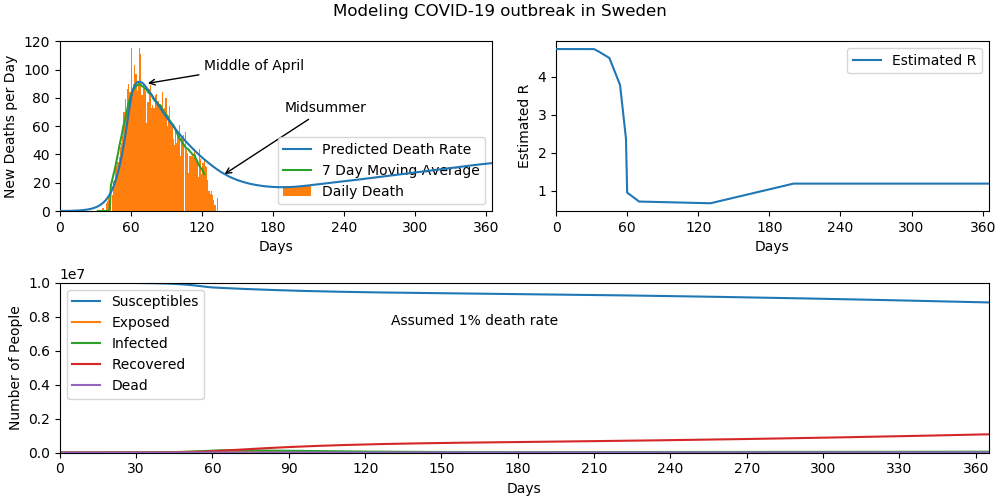 Modeling COVID-19 outbreak in Sweden
New Deaths per Day
120
100
80
60
40
20
0
Middle of April
Midsummer
Predicted Death Rate
7 Day Moving Average
Daily Death
0 60 120 180 240 300 360
Days
Estimated R
4
3
2
1
Estimated R
0 60 120 180 240 300 360
Days
1e7
Number of People
1.0
0.8
0.6
0.4
0.2
0.0
Susceptibles
Exposed
Infected
Recovered
Dead
Assumed 1% death rate
0 30 60 90 120 150 180 210 240 270 300 330 360
Days